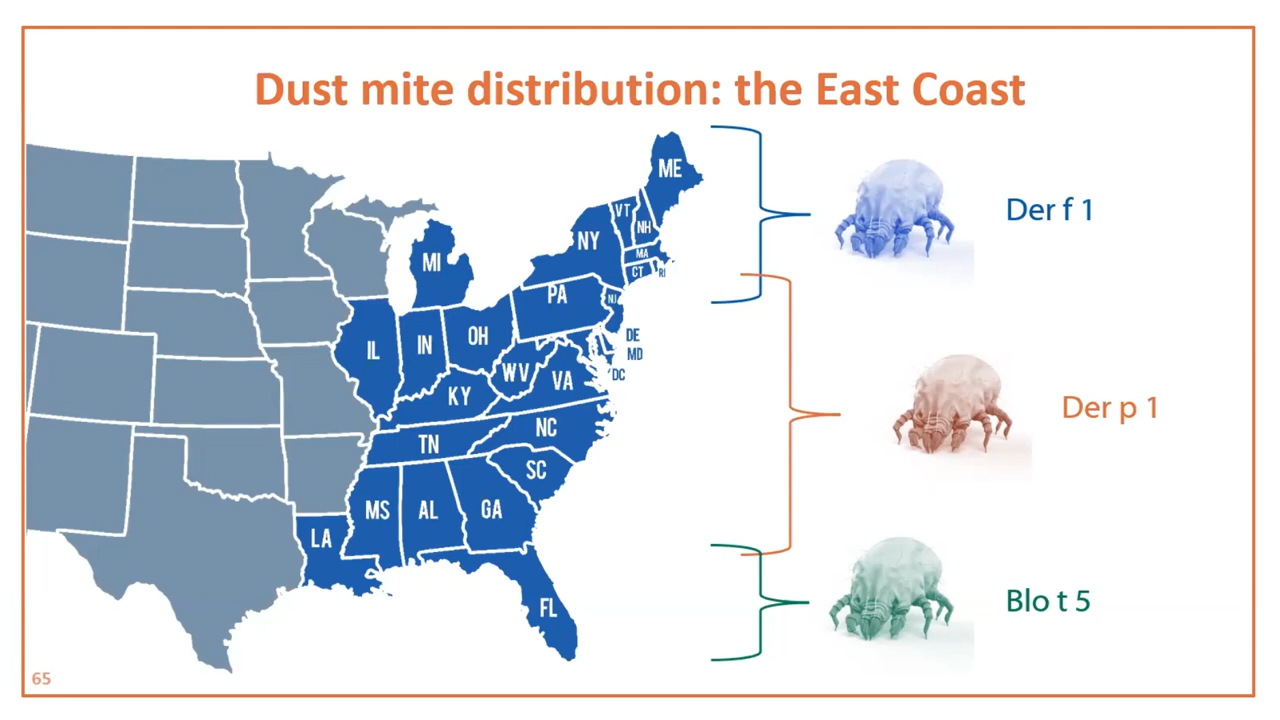 Dust mite distribution: the East Coast
ME
VT
NH
NY
MA
CT
RI
MI
PA
NJ
OH
IL
IN
DE
MD
DC
WV
VA
KY
NC
TN
SC
MS
AL
GA
LA
FL
Der f 1
Der p 1
Blo t 5
65